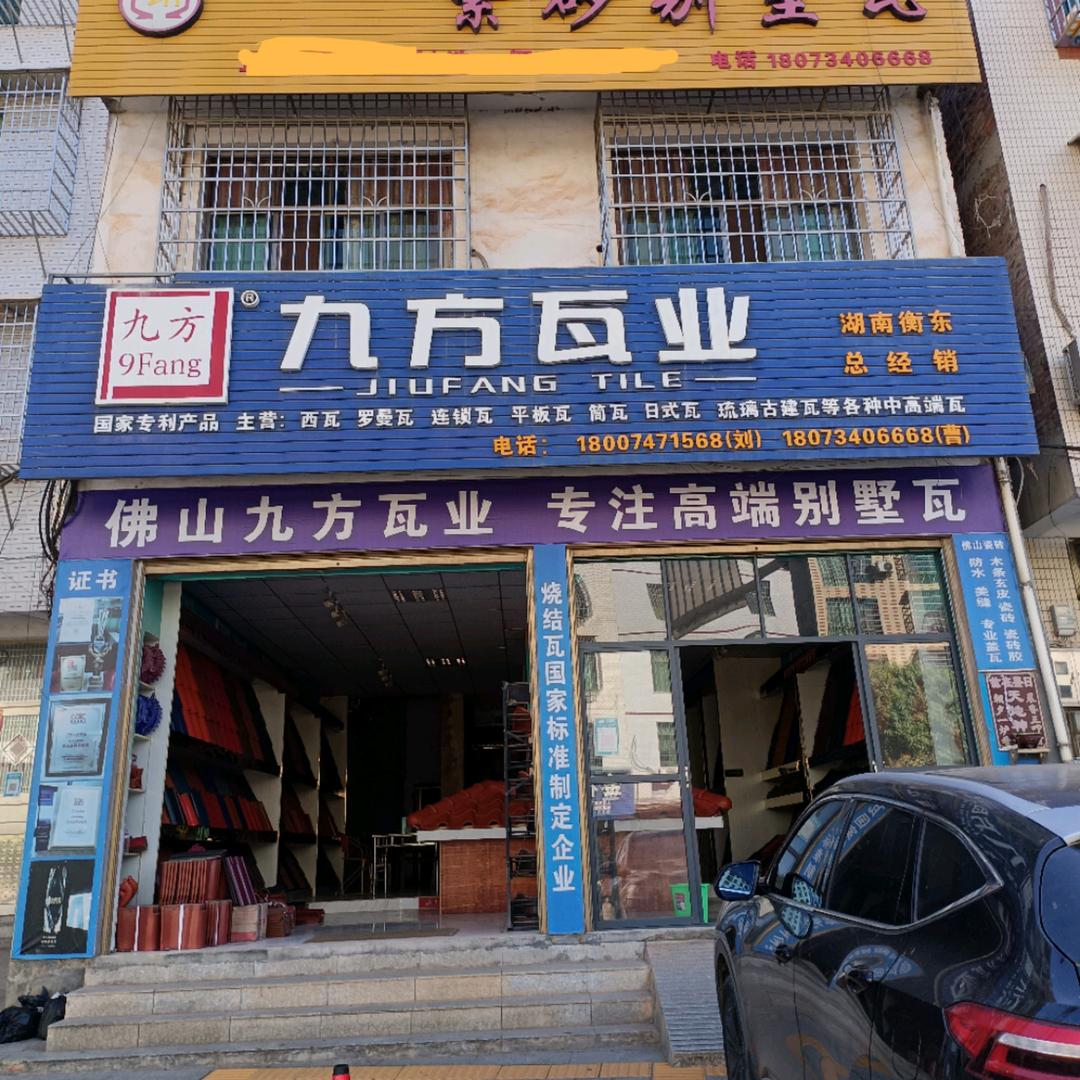 紫砂别墅瓦
电话 18073406668
九方
9Fang
®
九方瓦业
JIUFANG TILE
湖南衡东
总经销
国家专利产品 主营：西瓦 罗曼瓦 连锁瓦 平板瓦 筒瓦 日式瓦 琉璃古建瓦等各种中高端瓦
电话： 18007471568(刘) 18073406668(曹)
佛山九方瓦业 专注高端别墅瓦
证书
烧结瓦国家标准制定企业
佛山瓷砖
木条玄皮瓷砖 瓷砖胶
防水 美缝 专业盖瓦